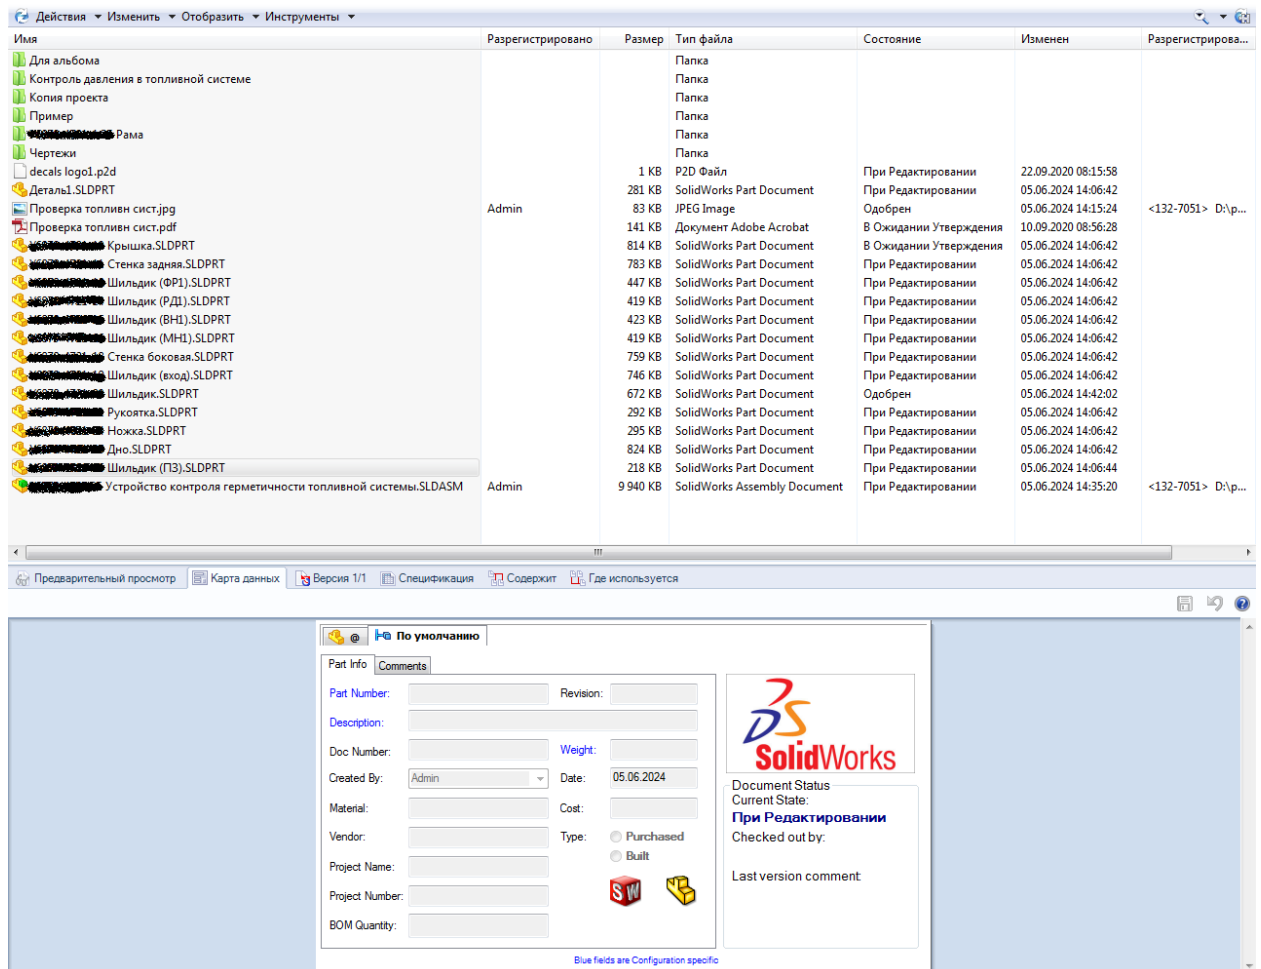 Действия Изменить Отобразить Инструменты
Имя Разрегистрировано Размер Тип файла Состояние Изменен Разрегистрирова...
Для альбома Папка
Контроль давления в топливной системе Папка
Копия проекта Папка
Пример Папка
Рама Папка
Чертежи Папка
decals logo1.p2d 1 KB P2D Файл При Редактировании 22.09.2020 08:15:58
Деталь1.SLDPRT 281 KB SolidWorks Part Document При Редактировании 05.06.2024 14:06:42
Проверка топливн сист.jpg Admin 83 KB JPEG Image Одобрен 05.06.2024 14:15:24 <132-7051> D:\p...
Проверка топливн сист.pdf 141 KB Документ Adobe Acrobat В Ожидании Утверждения 10.09.2020 08:56:28
Крышка.SLDPRT 814 KB SolidWorks Part Document В Ожидании Утверждения 05.06.2024 14:06:42
Стенка задняя.SLDPRT 783 KB SolidWorks Part Document При Редактировании 05.06.2024 14:06:42
Шильдик (ФР1).SLDPRT 447 KB SolidWorks Part Document При Редактировании 05.06.2024 14:06:42
Шильдик (РД1).SLDPRT 419 KB SolidWorks Part Document При Редактировании 05.06.2024 14:06:42
Шильдик (ВН1).SLDPRT 423 KB SolidWorks Part Document При Редактировании 05.06.2024 14:06:42
Шильдик (МН1).SLDPRT 419 KB SolidWorks Part Document При Редактировании 05.06.2024 14:06:42
Стенка боковая.SLDPRT 759 KB SolidWorks Part Document При Редактировании 05.06.2024 14:06:42
Шильдик (вход).SLDPRT 746 KB SolidWorks Part Document При Редактировании 05.06.2024 14:06:42
Шильдик.SLDPRT 672 KB SolidWorks Part Document Одобрен 05.06.2024 14:42:02
Рукоятка.SLDPRT 292 KB SolidWorks Part Document При Редактировании 05.06.2024 14:06:42
Ножка.SLDPRT 295 KB SolidWorks Part Document При Редактировании 05.06.2024 14:06:42
Дно.SLDPRT 824 KB SolidWorks Part Document При Редактировании 05.06.2024 14:06:42
Шильдик (ПЗ).SLDPRT 218 KB SolidWorks Part Document При Редактировании 05.06.2024 14:06:44
Устройство контроля герметичности топливной системы.SLDASM Admin 9 940 KB SolidWorks Assembly Document При Редактировании 05.06.2024 14:35:20 <132-7051> D:\p...
Предварительный просмотр Карта данных Версия 1/1 Спецификация Содержит Где используется
@ По умолчанию
Part Info Comments
Part Number: Revision:
Description:
Doc Number: Weight:
Created By: Admin Date: 05.06.2024
Material: Cost:
Vendor: Type: Purchased
Built
Project Name:
Project Number: SW
BOM Quantity:
SolidWorks
Document Status
Current State:
При Редактировании
Checked out by:
Last version comment:
Blue fields are Configuration specific